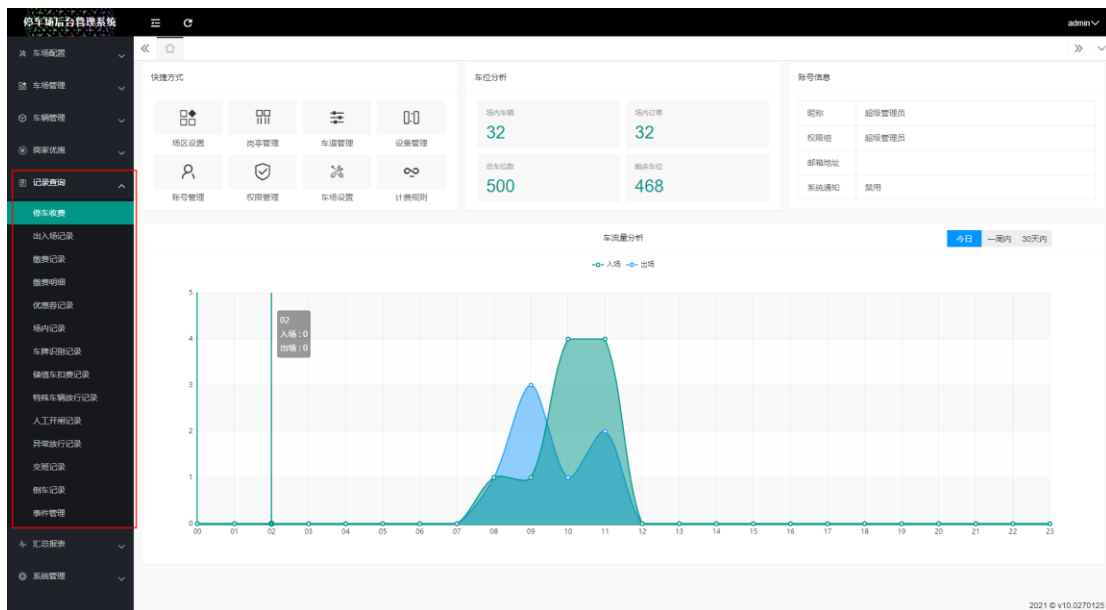 停车场后台管理系统
admin
车场配置
车场管理
车辆管理
商家优惠
记录查询
停车收费
出入场记录
缴费记录
缴费明细
优惠券记录
场内记录
车牌识别记录
储值车扣费记录
特殊车辆放行记录
人工开闸记录
异常放行记录
交班记录
倒车记录
事件管理
汇总报表
系统管理
快捷方式
场区设置 岗亭管理 车道管理 设备管理
账号管理 权限管理 车场设置 计费规则
车位分析
场内车辆 场内订单
32 32
总车位数 剩余车位
500 468
账号信息
昵称 超级管理员
权限组 超级管理员
邮箱地址
系统通知 禁用
车流量分析
今日 一周内 30天内
入场 出场
5
4
3
2
1
0
02
入场 : 0
出场 : 0
00 01 02 03 04 05 06 07 08 09 10 11 12 13 14 15 16 17 18 19 20 21 22 23
2021 © v10.0270125